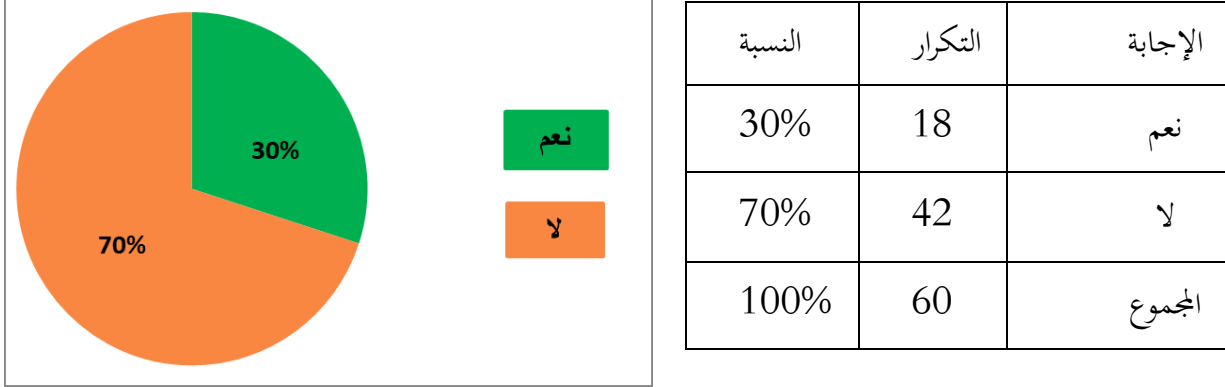 الإجابة التكرار النسبة
نعم 18 30%
لا 42 70%
المجموع 60 100%
30%
70%
نعم
لا